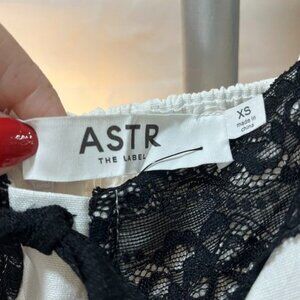 ASTR
THE LABEL
XS
made in
china